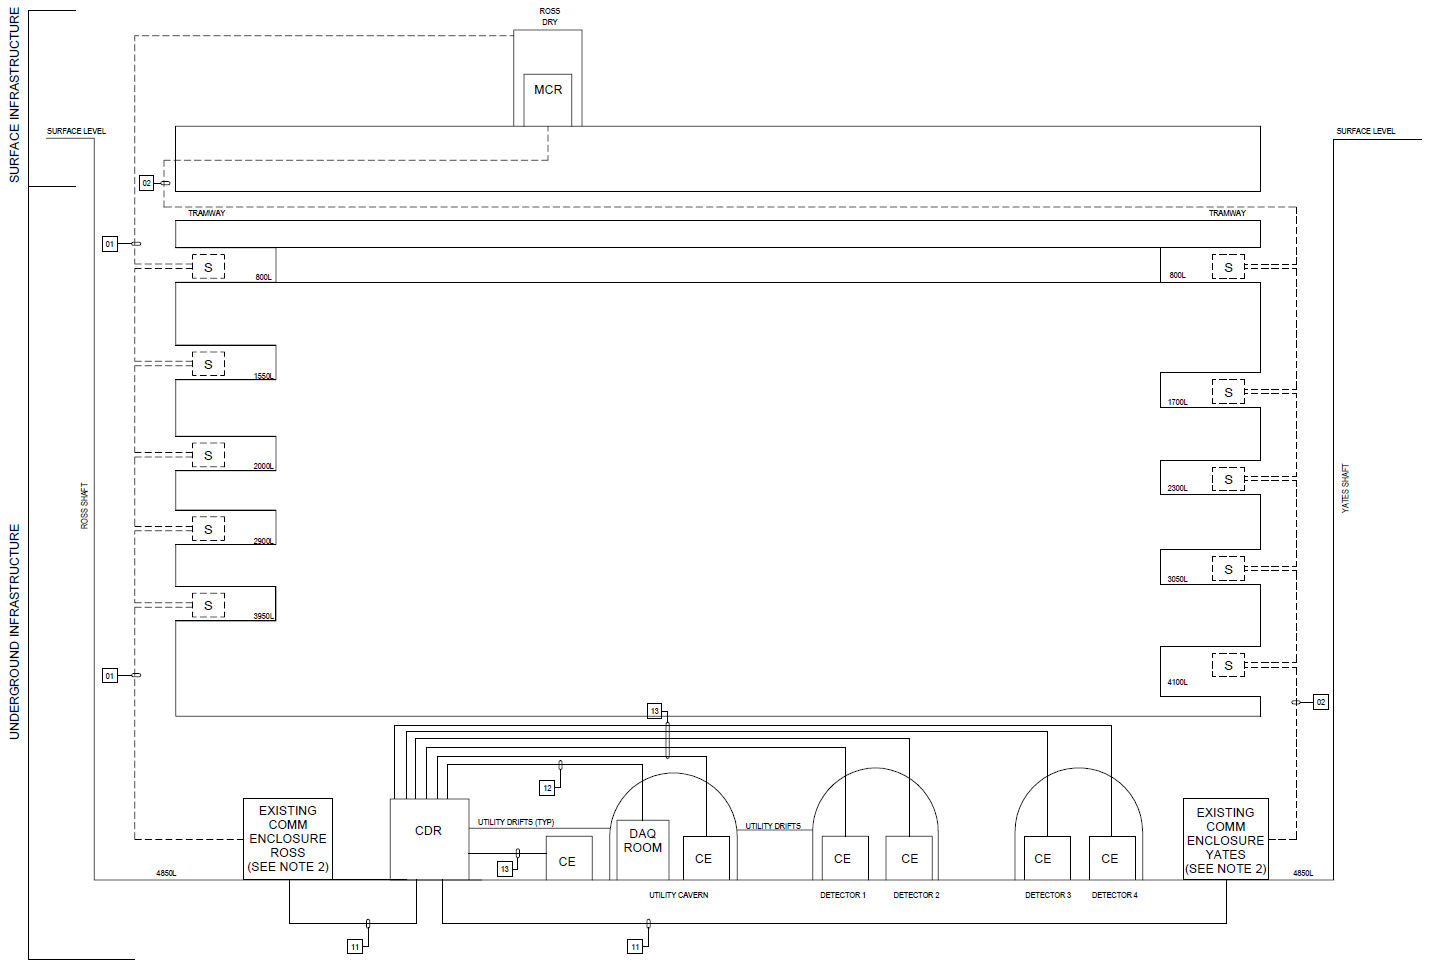 SURFACE INFRASTRUCTURE
UNDERGROUND INFRASTRUCTURE
ROSS
DRY
MCR
SURFACE LEVEL
SURFACE LEVEL
02
TRAMWAY
TRAMWAY
01
S
800L
S
800L
S
1550L
S
1700L
S
2000L
S
2300L
ROSS SHAFT
YATES SHAFT
S
2900L
S
3050L
S
3950L
S
4100L
01
02
13
12
EXISTING
COMM
ENCLOSURE
ROSS
(SEE NOTE 2)
CDR
UTILITY DRIFTS (TYP)
13
CE
DAQ
ROOM
CE
UTILITY DRIFTS
CE
CE
CE
CE
EXISTING
COMM
ENCLOSURE
YATES
(SEE NOTE 2)
4850L
4850L
UTILITY CAVERN
DETECTOR 1
DETECTOR 2
DETECTOR 3
DETECTOR 4
11
11